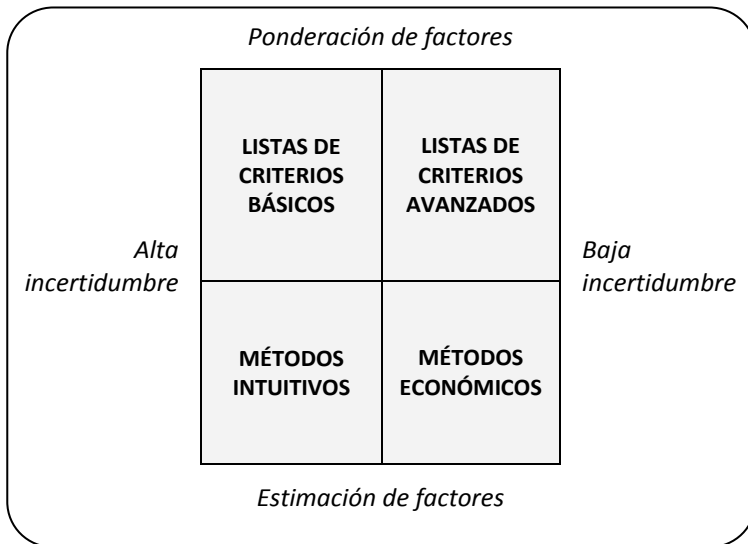 Ponderación de factores
LISTAS DE
CRITERIOS
BÁSICOS
LISTAS DE
CRITERIOS
AVANZADOS
Alta
incertidumbre
Baja
incertidumbre
MÉTODOS
INTUITIVOS
MÉTODOS
ECONÓMICOS
Estimación de factores